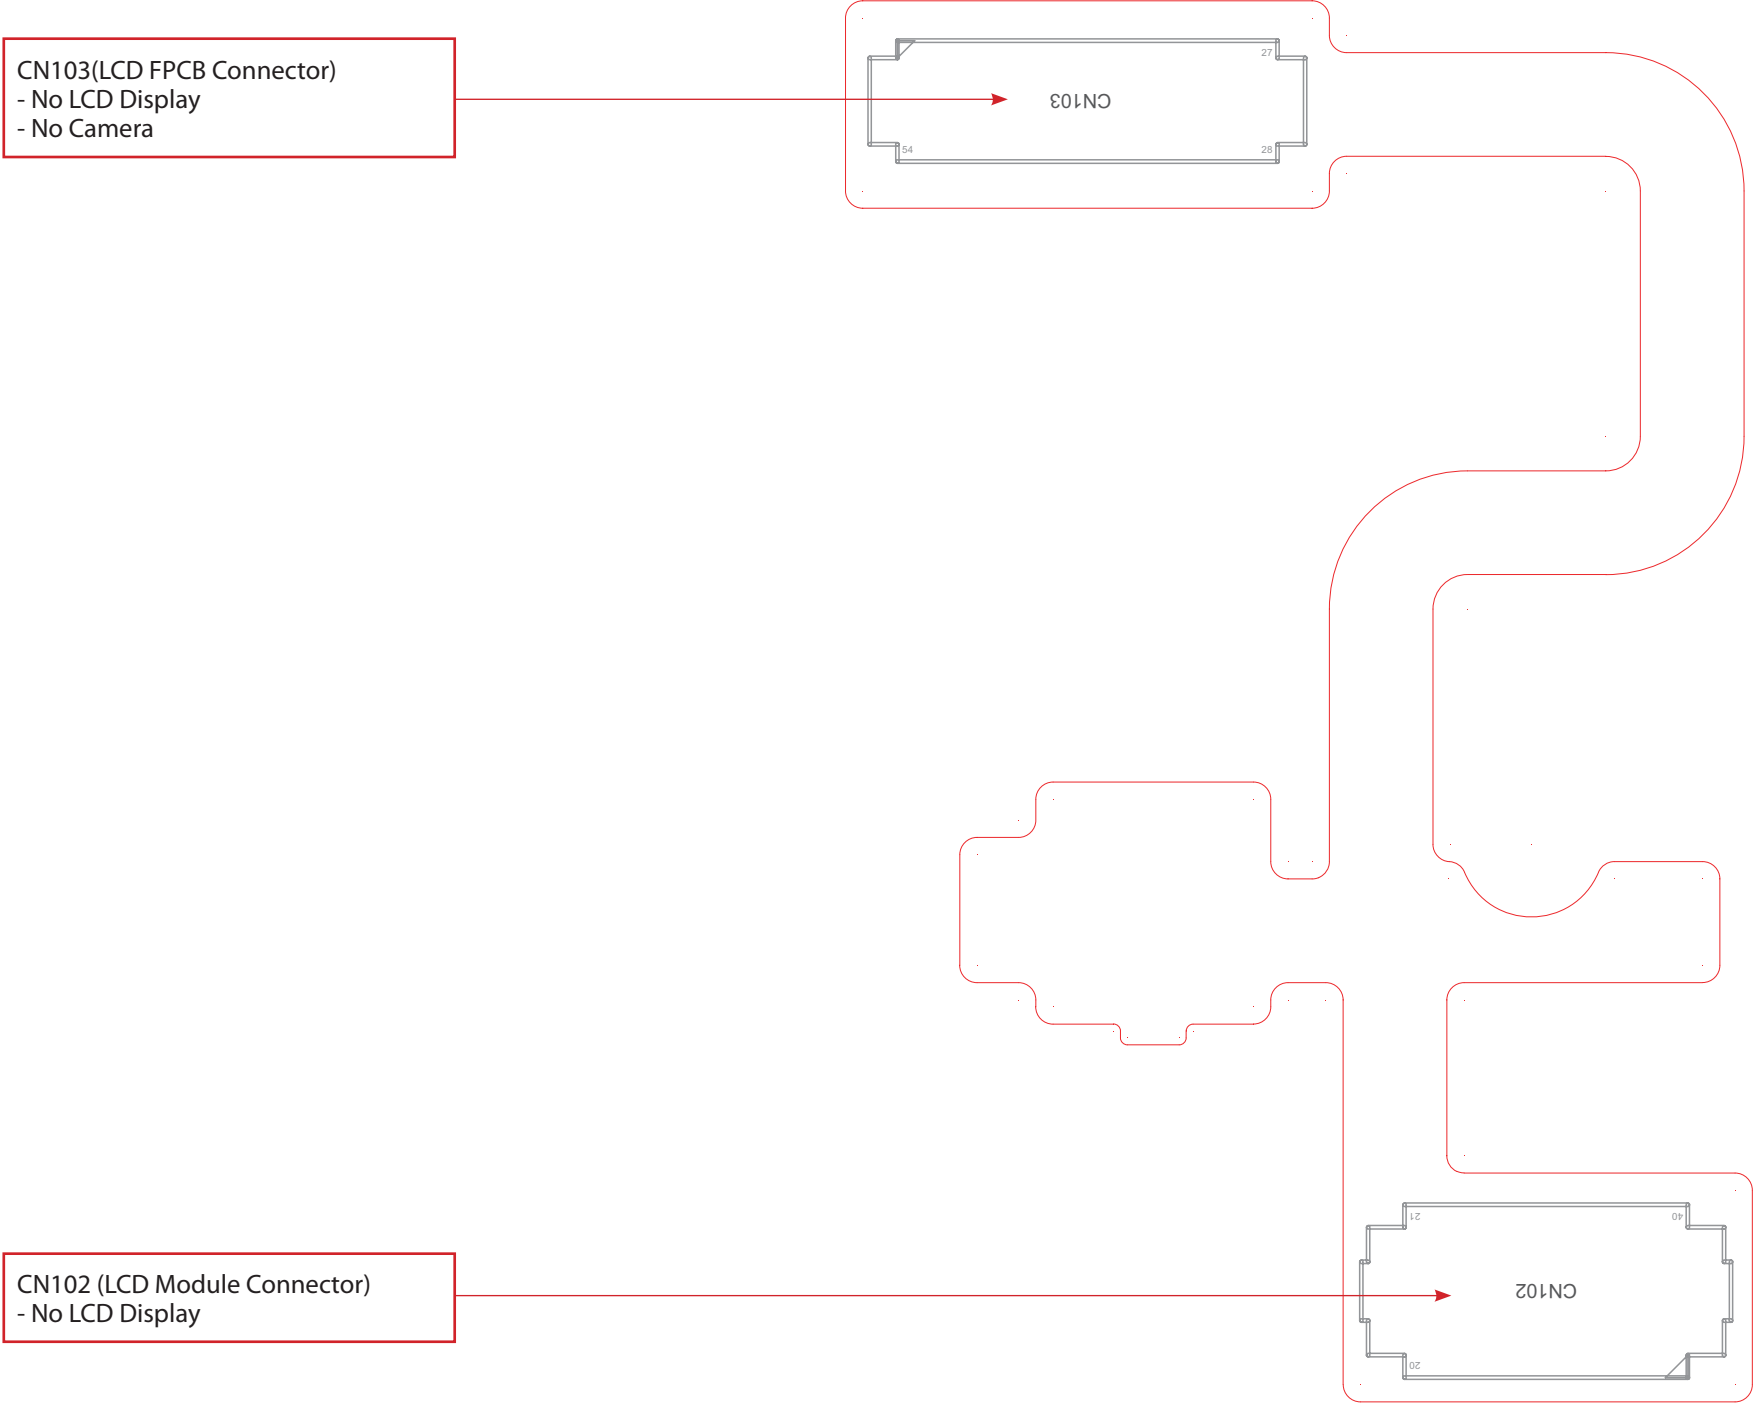 CN103(LCD FPCB Connector)
- No LCD Display
- No Camera
27
CN103
54
28
CN102 (LCD Module Connector)
- No LCD Display
21
40
CN102
20